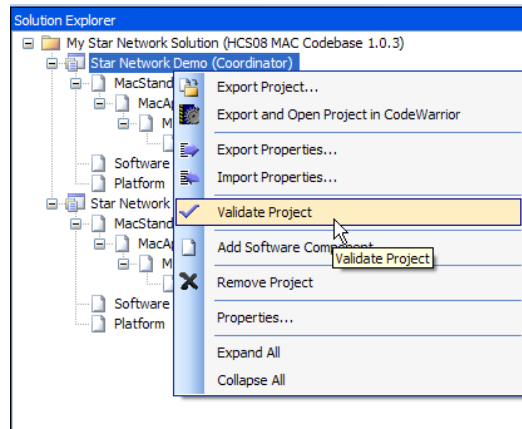 Solution Explorer
My Star Network Solution (HCS08 MAC Codebase 1.0.3)
Star Network Demo (Coordinator)
MacStand
Export Project...
MacA
Export and Open Project in CodeWarrior
M
Export Properties...
Software
Import Properties...
Platform
Star Network
Validate Project
MacStand
MacA
Add Software Component
Validate Project
M
Remove Project
Software
Properties...
Platform
Expand All
Collapse All